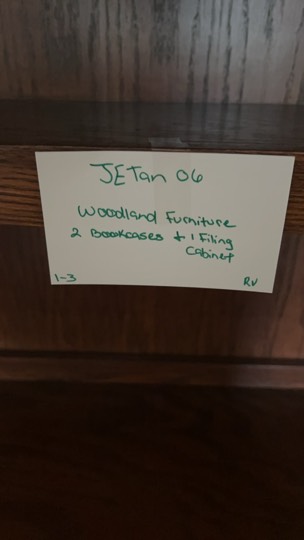 JETan 06
Woodland Furniture
2 Bookcases + 1 Filing
Cabinet
1-3
RV